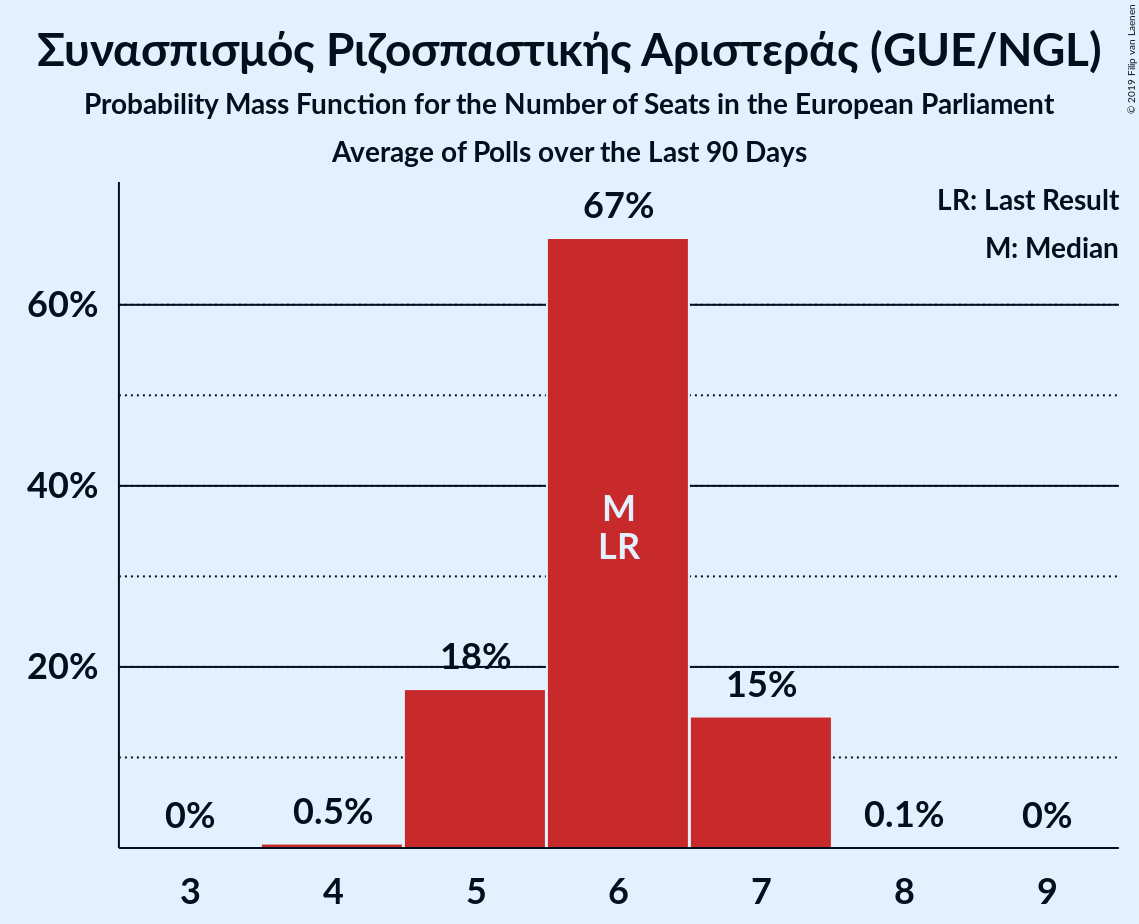 Συνασπισμός Ριζοσπαστικής Αριστεράς (GUE/NGL)
Probability Mass Function for the Number of Seats in the European Parliament
Average of Polls over the Last 90 Days
© 2019 Filip van Laenen
LR: Last Result
M: Median
67%
60%
40%
M
LR
18%
20%
15%
0%
0.5%
0.1%
0%
3 4 5 6 7 8 9